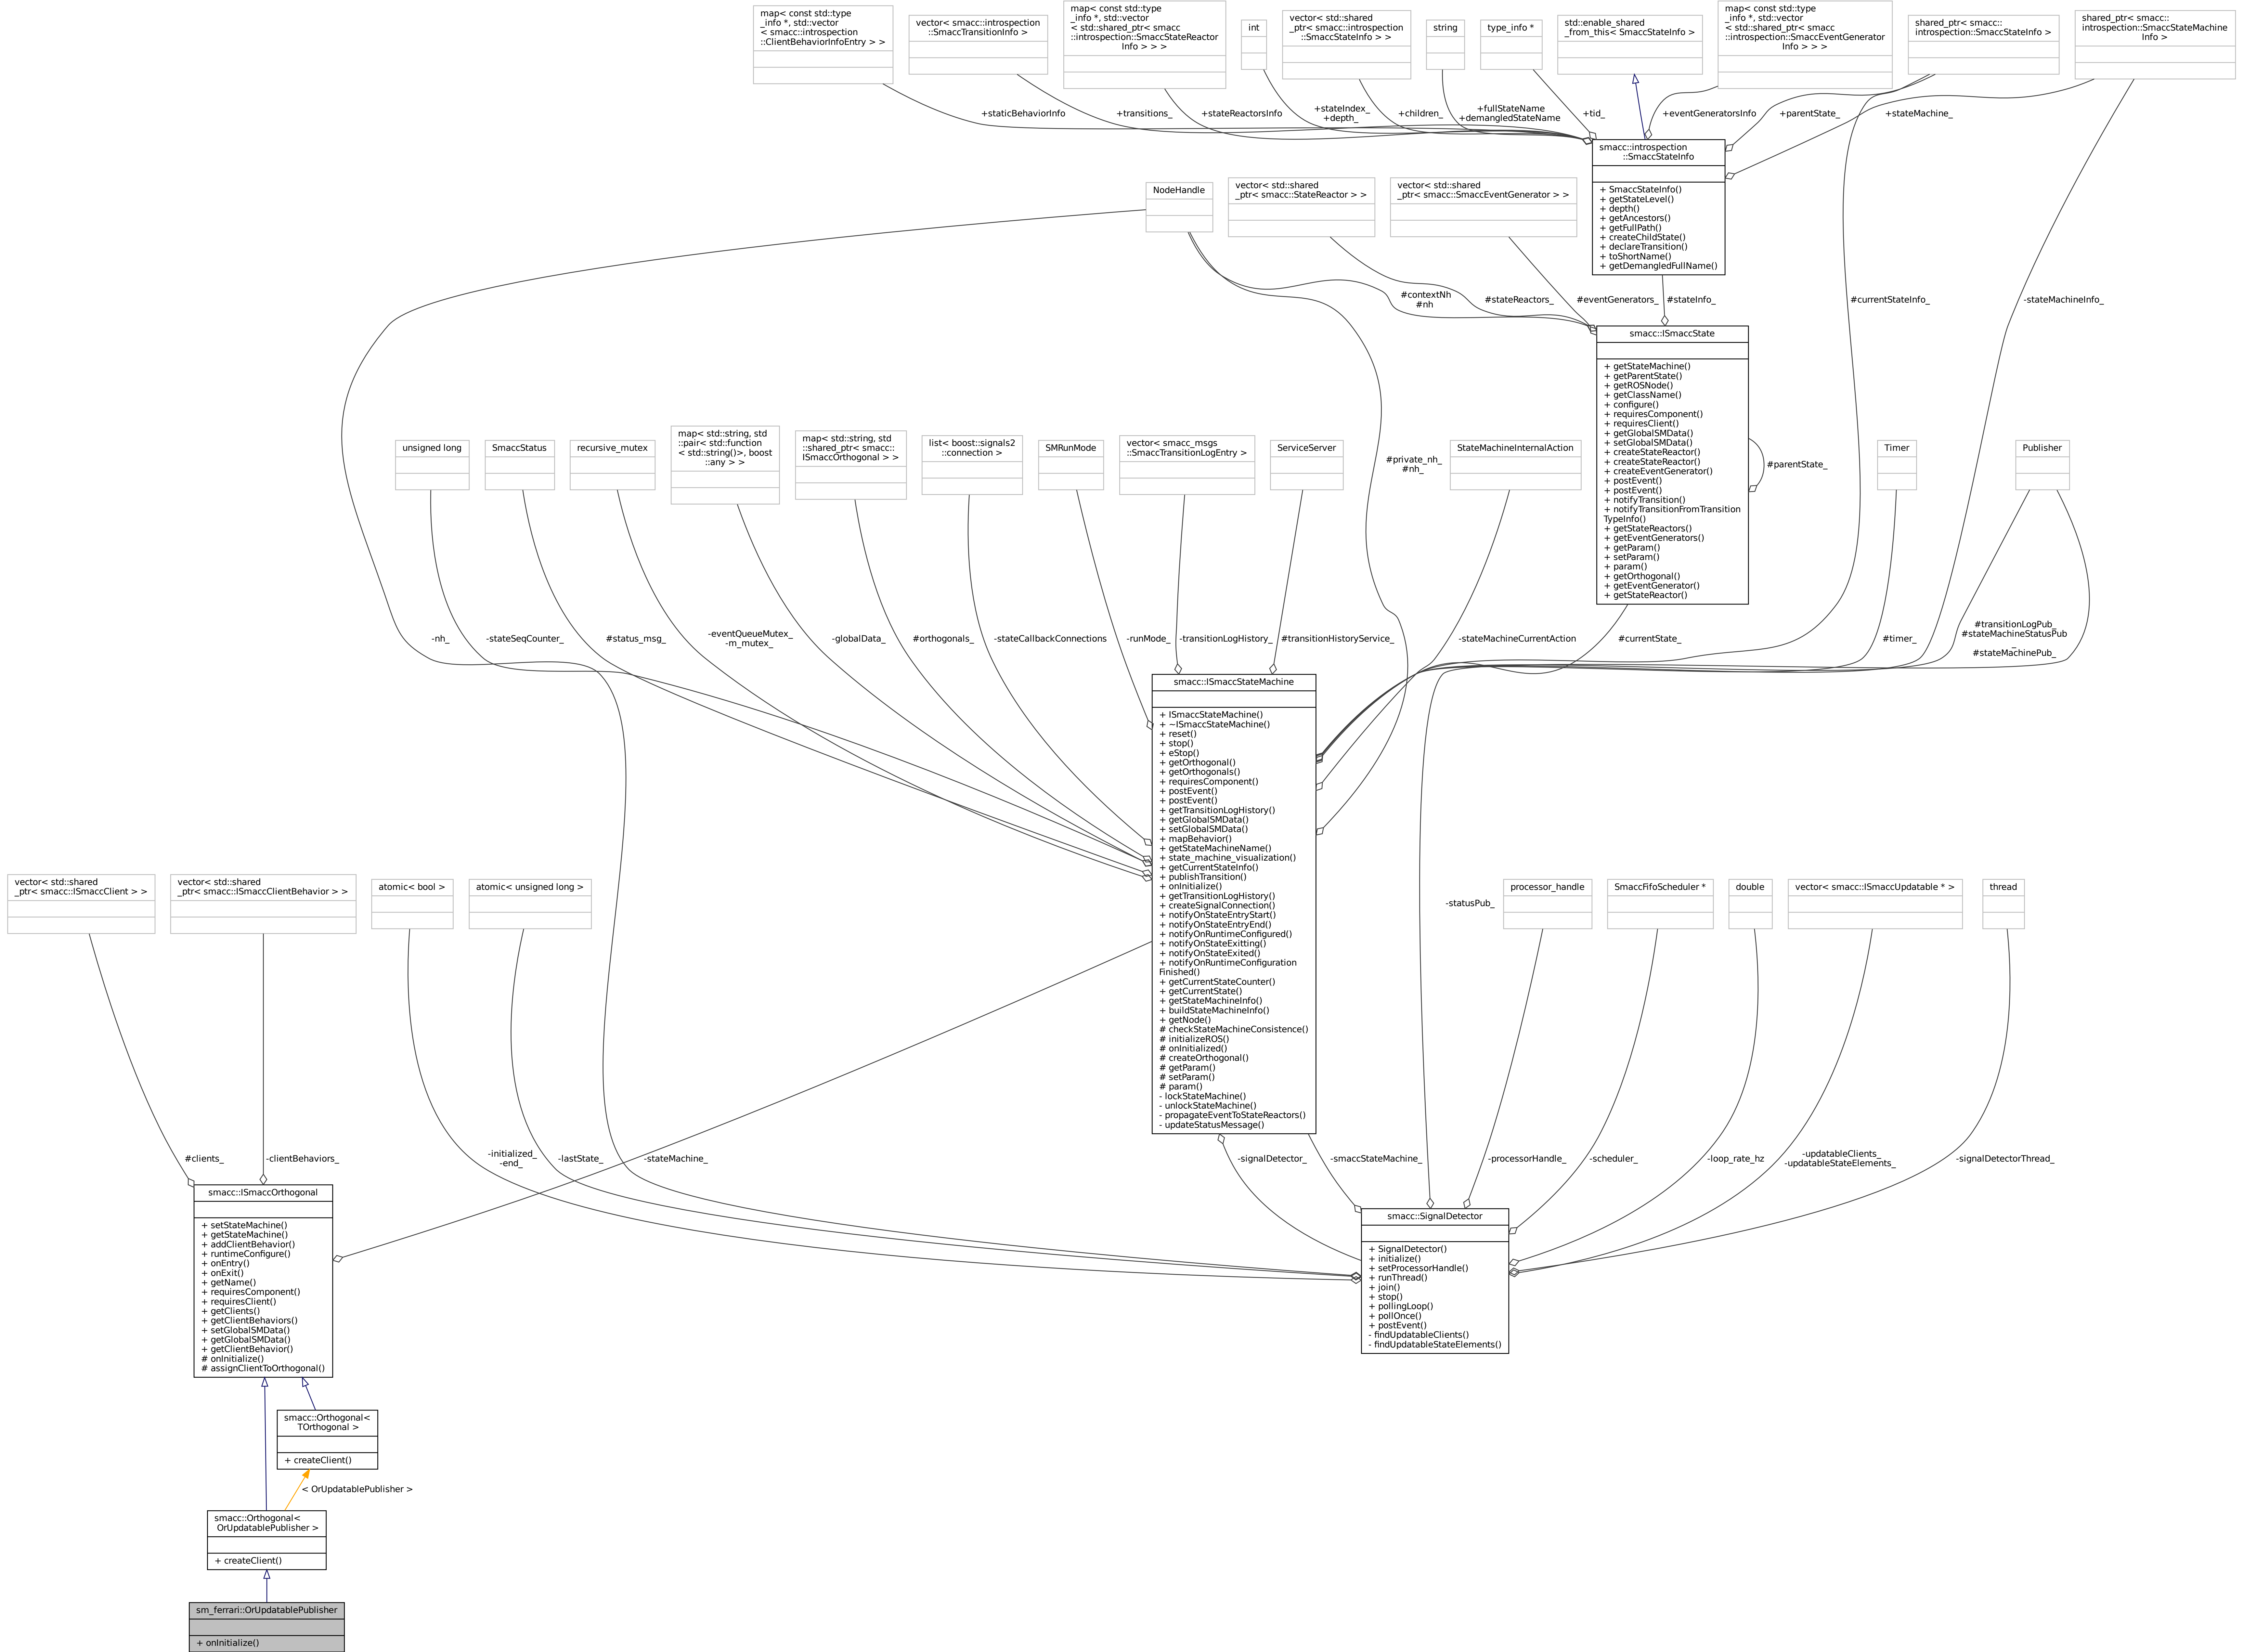 map< const std::type
_info *, std::vector
< smacc::introspection
::ClientBehaviorInfoEntry > >
vector< smacc::introspection
::SmaccTransitionInfo >
map< const std::type
_info *, std::vector
< std::shared_ptr< smacc
::introspection::SmaccStateReactor
Info > > >
int
vector< std::shared
_ptr< smacc::introspection
::SmaccStateInfo > >
string
type_info *
std::enable_shared
_from_this< SmaccStateInfo >
map< const std::type
_info *, std::vector
< std::shared_ptr< smacc
::introspection::SmaccEventGenerator
Info > > >
shared_ptr< smacc::
introspection::SmaccStateInfo >
shared_ptr< smacc::
introspection::SmaccStateMachine
Info >
+staticBehaviorInfo
+transitions_
+stateReactorsInfo
+stateIndex_
+depth_
+children_
+fullStateName
+demangledStateName
+tid_
+eventGeneratorsInfo
+parentState_
+stateMachine_
smacc::introspection
::SmaccStateInfo
+ SmaccStateInfo()
+ getStateLevel()
+ depth()
+ getAncestors()
+ getFullPath()
+ createChildState()
+ declareTransition()
+ toShortName()
+ getDemangledFullName()
NodeHandle
vector< std::shared
_ptr< smacc::StateReactor > >
vector< std::shared
_ptr< smacc::SmaccEventGenerator > >
#contextNh
#nh
#stateReactors_
#eventGenerators_
#stateInfo_
#currentStateInfo_
-stateMachineInfo_
smacc::ISmaccState
+ getStateMachine()
+ getParentState()
+ getROSNode()
+ getClassName()
+ configure()
+ requiresComponent()
+ requiresClient()
+ getGlobalSMData()
+ setGlobalSMData()
+ createStateReactor()
+ createStateReactor()
+ createEventGenerator()
+ postEvent()
+ postEvent()
+ notifyTransition()
+ notifyTransitionFromTransition
TypeInfo()
+ getStateReactors()
+ getEventGenerators()
+ getParam()
+ setParam()
+ param()
+ getOrthogonal()
+ getEventGenerator()
+ getStateReactor()
#parentState_
unsigned long
SmaccStatus
recursive_mutex
map< std::string, std
::pair< std::function
< std::string()>, boost
::any > >
map< std::string, std
::shared_ptr< smacc::
ISmaccOrthogonal > >
list< boost::signals2
::connection >
SMRunMode
vector< smacc_msgs
::SmaccTransitionLogEntry >
ServiceServer
#private_nh_
#nh_
StateMachineInternalAction
Timer
Publisher
-nh_
-stateSeqCounter_
#status_msg_
-eventQueueMutex_
-m_mutex_
-globalData_
#orthogonals_
-stateCallbackConnections
-runMode_
-transitionLogHistory_
#transitionHistoryService_
-stateMachineCurrentAction
#currentState_
#timer_
#transitionLogPub_
#stateMachineStatusPub
_
#stateMachinePub_
smacc::ISmaccStateMachine
+ ISmaccStateMachine()
+ ~ISmaccStateMachine()
+ reset()
+ stop()
+ eStop()
+ getOrthogonal()
+ getOrthogonals()
+ requiresComponent()
+ postEvent()
+ postEvent()
+ getTransitionLogHistory()
+ getGlobalSMData()
+ setGlobalSMData()
+ mapBehavior()
+ getStateMachineName()
+ state_machine_visualization()
+ getCurrentStateInfo()
+ publishTransition()
+ onInitialize()
+ getTransitionLogHistory()
+ createSignalConnection()
+ notifyOnStateEntryStart()
+ notifyOnStateEntryEnd()
+ notifyOnRuntimeConfigured()
+ notifyOnStateExitting()
+ notifyOnStateExited()
+ notifyOnRuntimeConfiguration
Finished()
+ getCurrentStateCounter()
+ getCurrentState()
+ getStateMachineInfo()
+ buildStateMachineInfo()
+ getNode()
# checkStateMachineConsistence()
# initializeROS()
# onInitialized()
# createOrthogonal()
# getParam()
# setParam()
# param()
- lockStateMachine()
- unlockStateMachine()
- propagateEventToStateReactors()
- updateStatusMessage()
vector< std::shared
_ptr< smacc::ISmaccClient > >
vector< std::shared
_ptr< smacc::ISmaccClientBehavior > >
atomic< bool >
atomic< unsigned long >
-statusPub_
processor_handle
SmaccFifoScheduler *
double
vector< smacc::ISmaccUpdatable * >
thread
#clients_
-clientBehaviors_
-initialized_
-end_
-lastState_
-stateMachine_
-signalDetector_
-smaccStateMachine_
-processorHandle_
-scheduler_
-loop_rate_hz
-updatableClients_
-updatableStateElements_
-signalDetectorThread_
smacc::ISmaccOrthogonal
+ setStateMachine()
+ getStateMachine()
+ addClientBehavior()
+ runtimeConfigure()
+ onEntry()
+ onExit()
+ getName()
+ requiresComponent()
+ requiresClient()
+ getClients()
+ getClientBehaviors()
+ setGlobalSMData()
+ getGlobalSMData()
+ getClientBehavior()
# onInitialize()
# assignClientToOrthogonal()
smacc::SignalDetector
+ SignalDetector()
+ initialize()
+ setProcessorHandle()
+ runThread()
+ join()
+ stop()
+ pollingLoop()
+ pollOnce()
+ postEvent()
- findUpdatableClients()
- findUpdatableStateElements()
smacc::Orthogonal<
TOrthogonal >
+ createClient()
< OrUpdatablePublisher >
smacc::Orthogonal<
OrUpdatablePublisher >
+ createClient()
sm_ferrari::OrUpdatablePublisher
+ onInitialize()